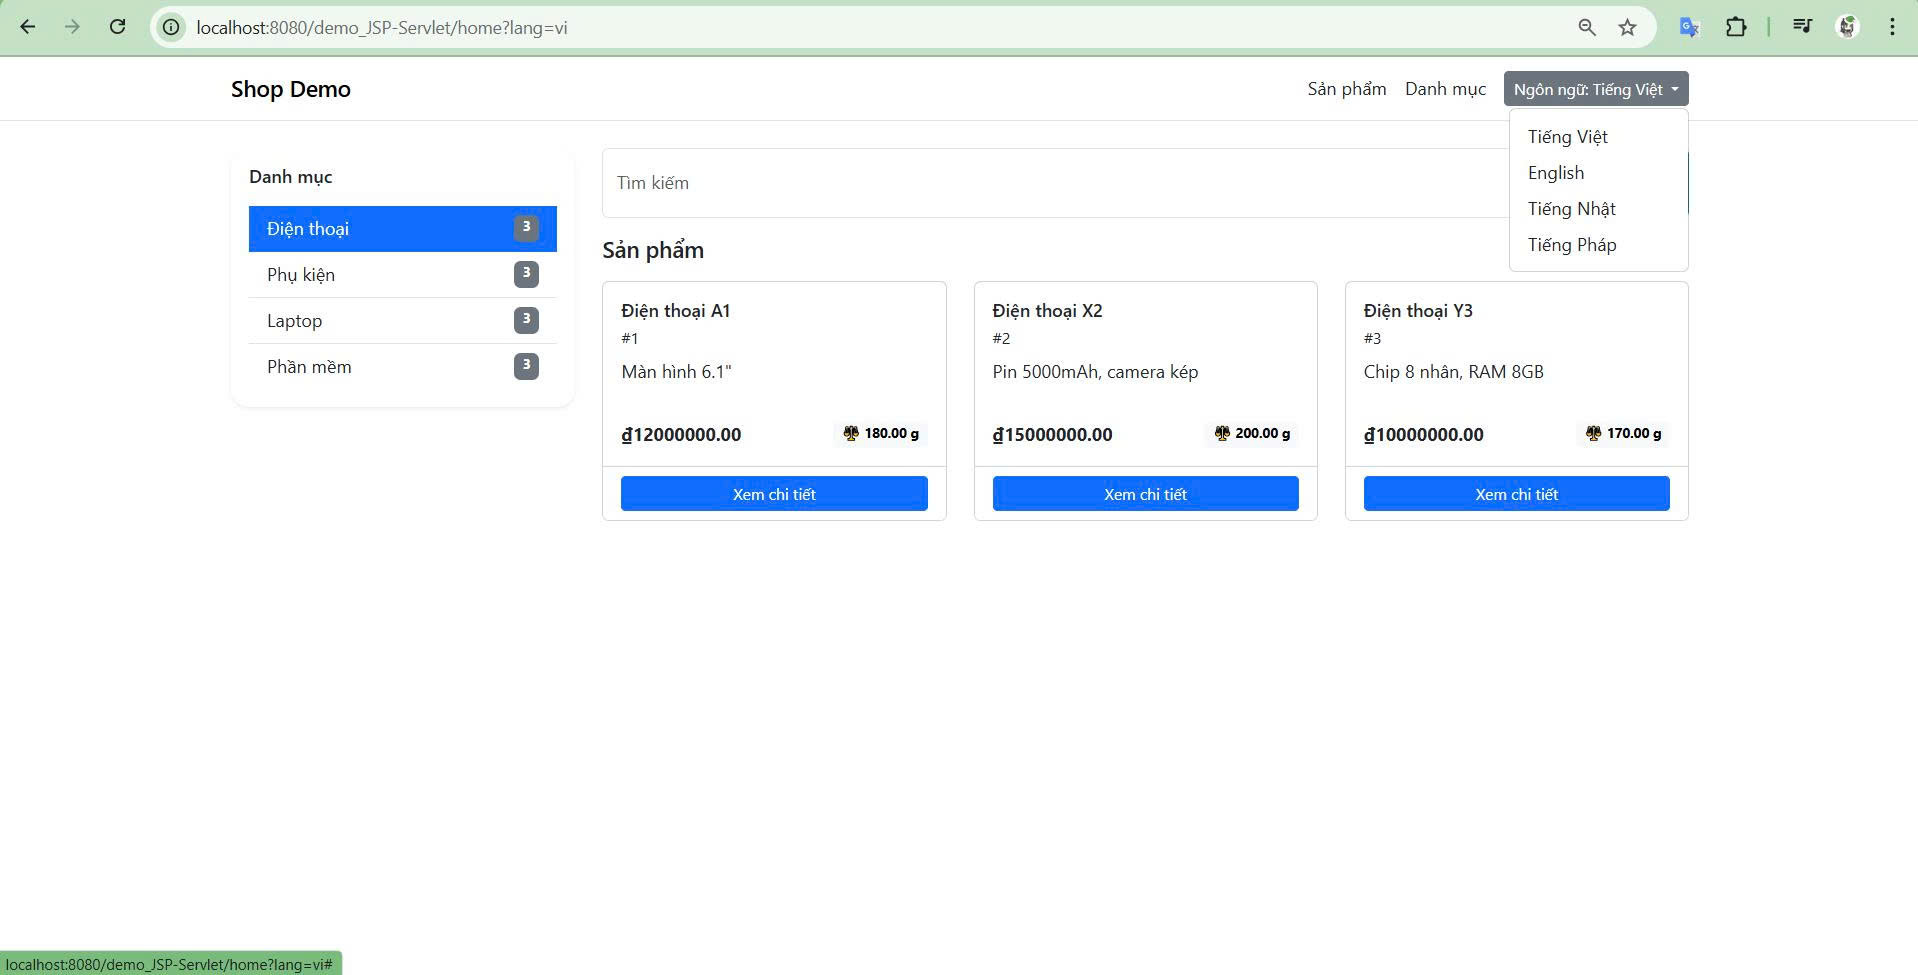 localhost:8080/demo_JSP-Servlet/home?lang=vi
Shop Demo
Sản phẩm
Danh mục
Ngôn ngữ: Tiếng Việt
Tiếng Việt
English
Tiếng Nhật
Tiếng Pháp
Danh mục
Điện thoại 3
Phụ kiện 3
Laptop 3
Phần mềm 3
Tìm kiếm
Sản phẩm
Điện thoại A1
#1
Màn hình 6.1"
₫12000000.00 180.00 g
Xem chi tiết
Điện thoại X2
#2
Pin 5000mAh, camera kép
₫15000000.00 200.00 g
Xem chi tiết
Điện thoại Y3
#3
Chip 8 nhân, RAM 8GB
₫10000000.00 170.00 g
Xem chi tiết
localhost:8080/demo_JSP-Servlet/home?lang=vi#